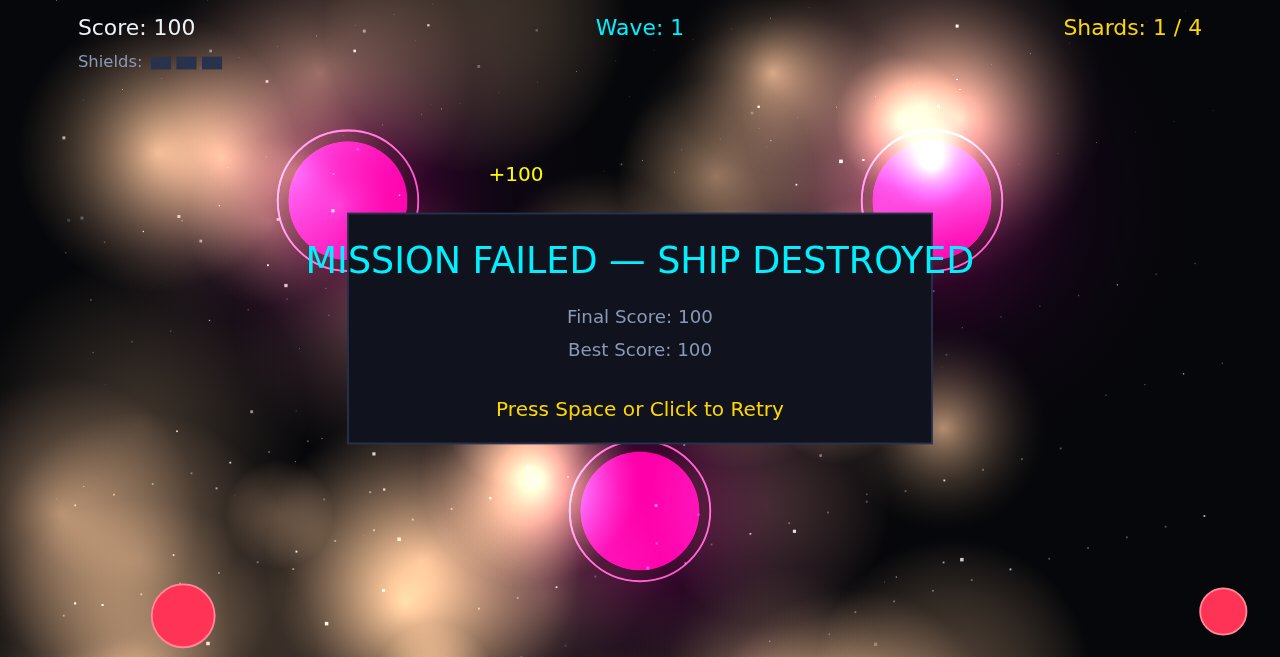 Score: 100
Wave: 1
Shards: 1 / 4
Shields:
+100
MISSION FAILED — SHIP DESTROYED
Final Score: 100
Best Score: 100
Press Space or Click to Retry